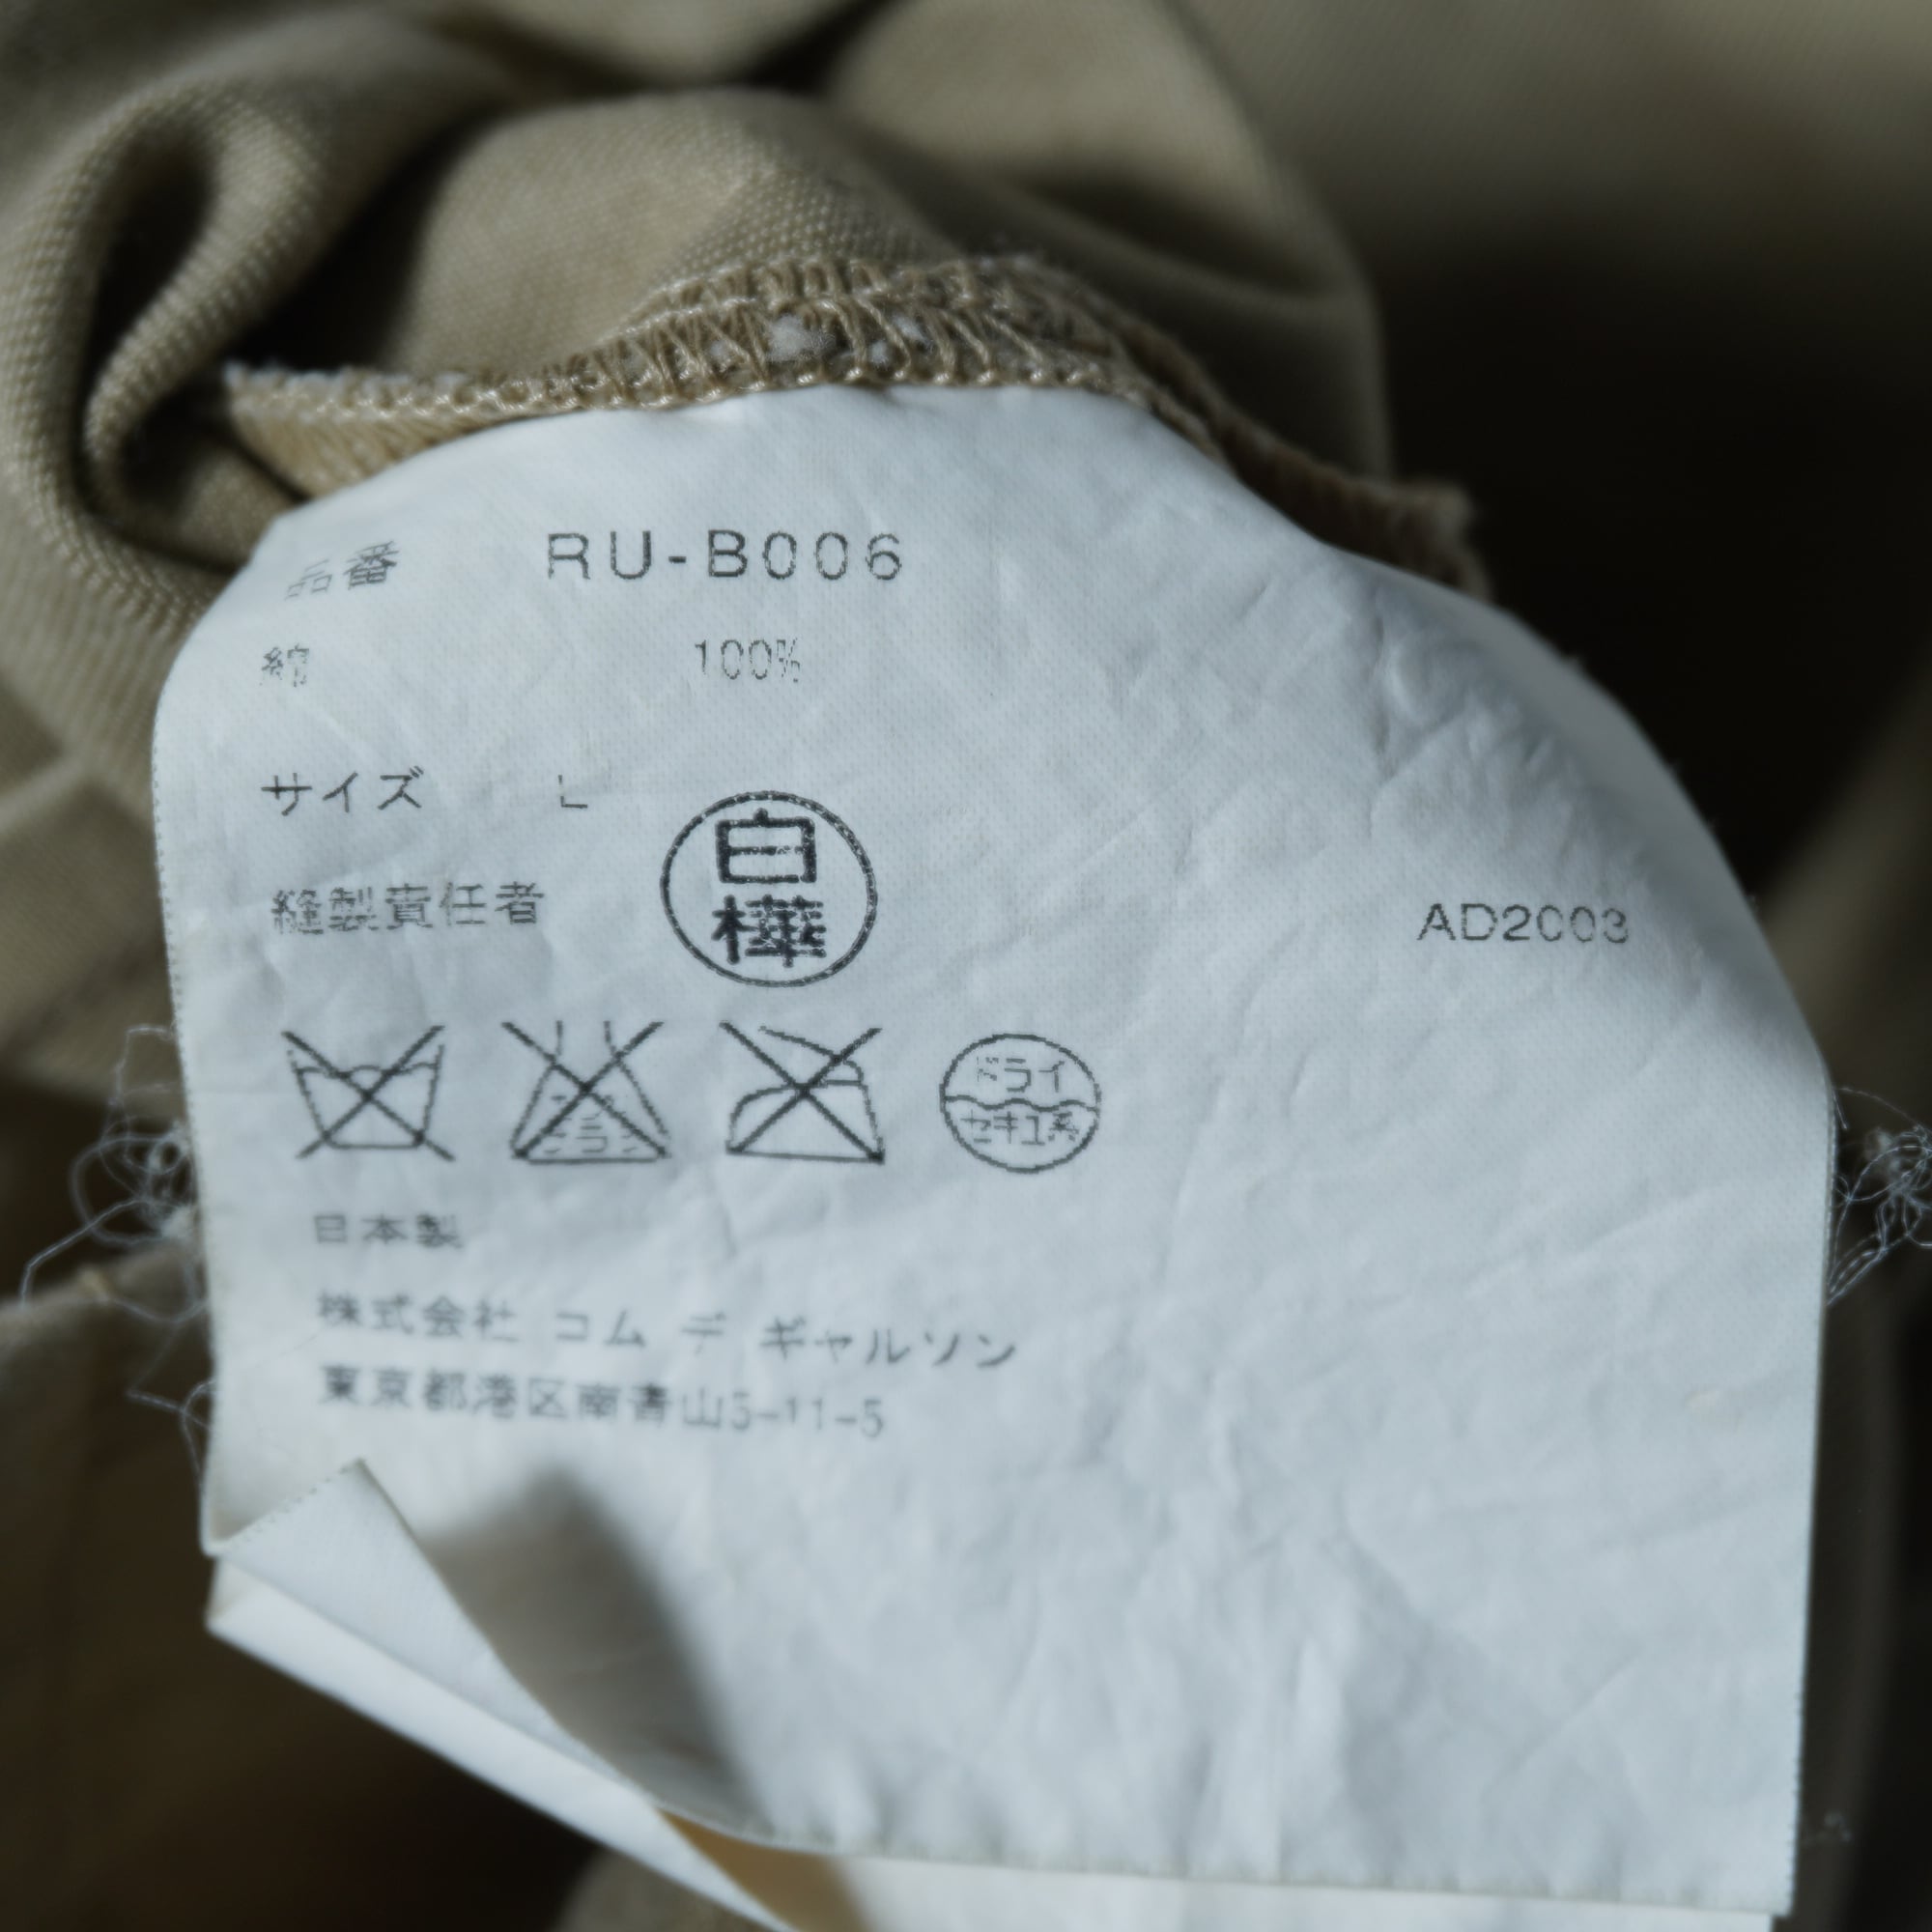 品番 RU-B006
綿 100%
サイズ L
縫製責任者 白樺
AD2003
ドライ
セキユ系
日本製
株式会社 コム デ ギャルソン
東京都港区南青山5-11-5